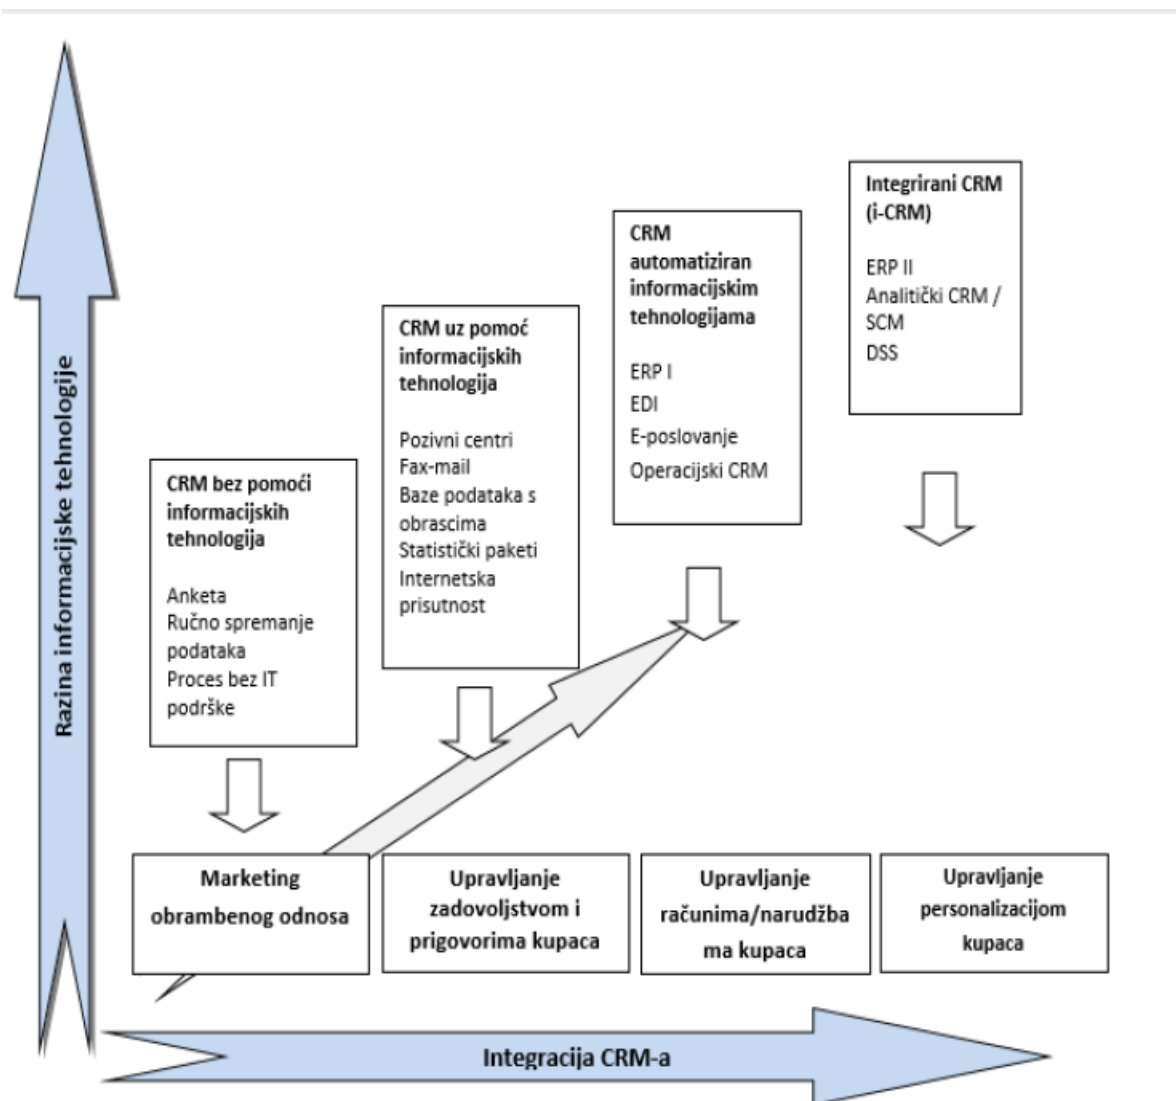 Razina informacijske tehnologije
CRM bez pomoći
informacijskih
tehnologija
Anketa
Ručno spremanje
podataka
Proces bez IT
podrške
CRM uz pomoć
informacijskih
tehnologija
Pozivni centri
Fax-mail
Baze podataka s
obrascima
Statistički paketi
Internetska
prisutnost
CRM
automatiziran
informacijskim
tehnologijama
ERP I
EDI
E-poslovanje
Operacijski CRM
Integrirani CRM
(i-CRM)
ERP II
Analitički CRM /
SCM
DSS
Marketing
obrambenog odnosa
Upravljanje
zadovoljstvom i
prigovorima kupaca
Upravljanje
računima/narudžba
ma kupaca
Upravljanje
personalizacijom
kupaca
Integracija CRM-a